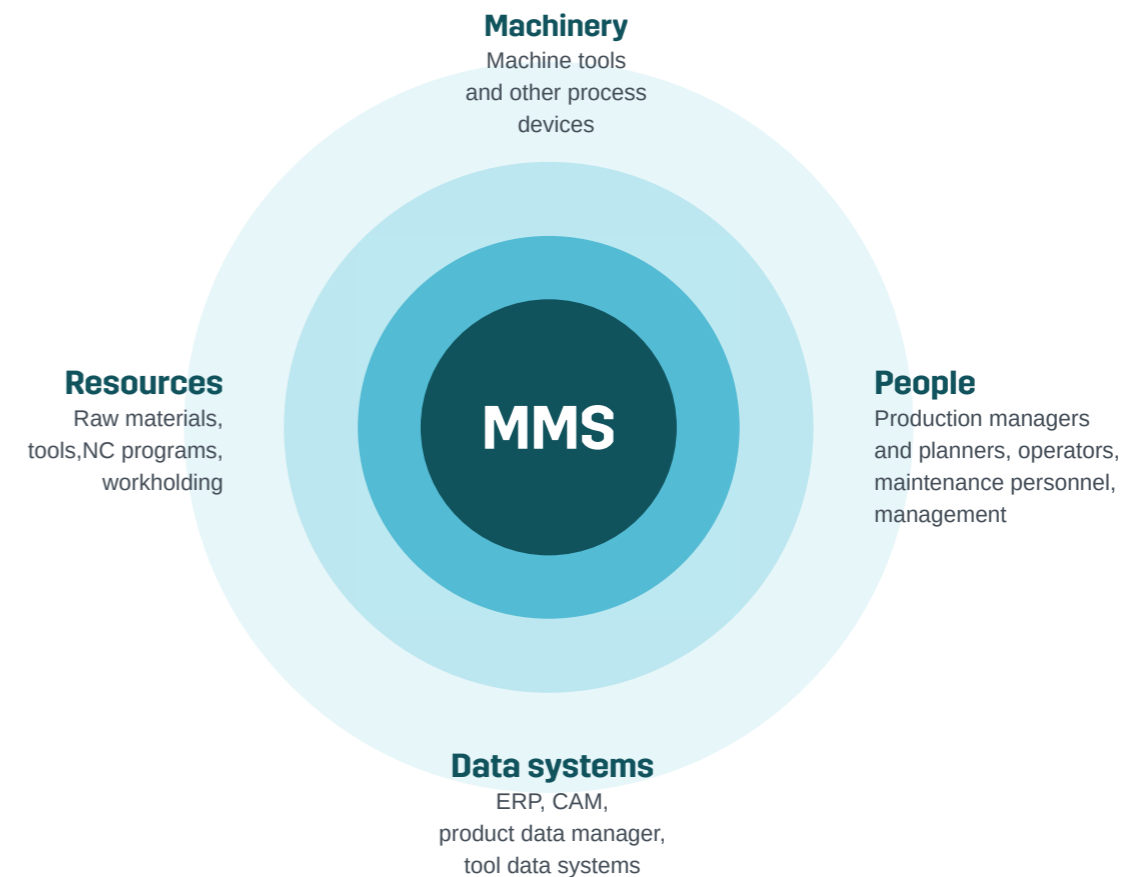 Machinery
Machine tools
and other process
devices
Resources
Raw materials,
tools,NC programs,
workholding
MMS
People
Production managers
and planners, operators,
maintenance personnel,
management
Data systems
ERP, CAM,
product data manager,
tool data systems